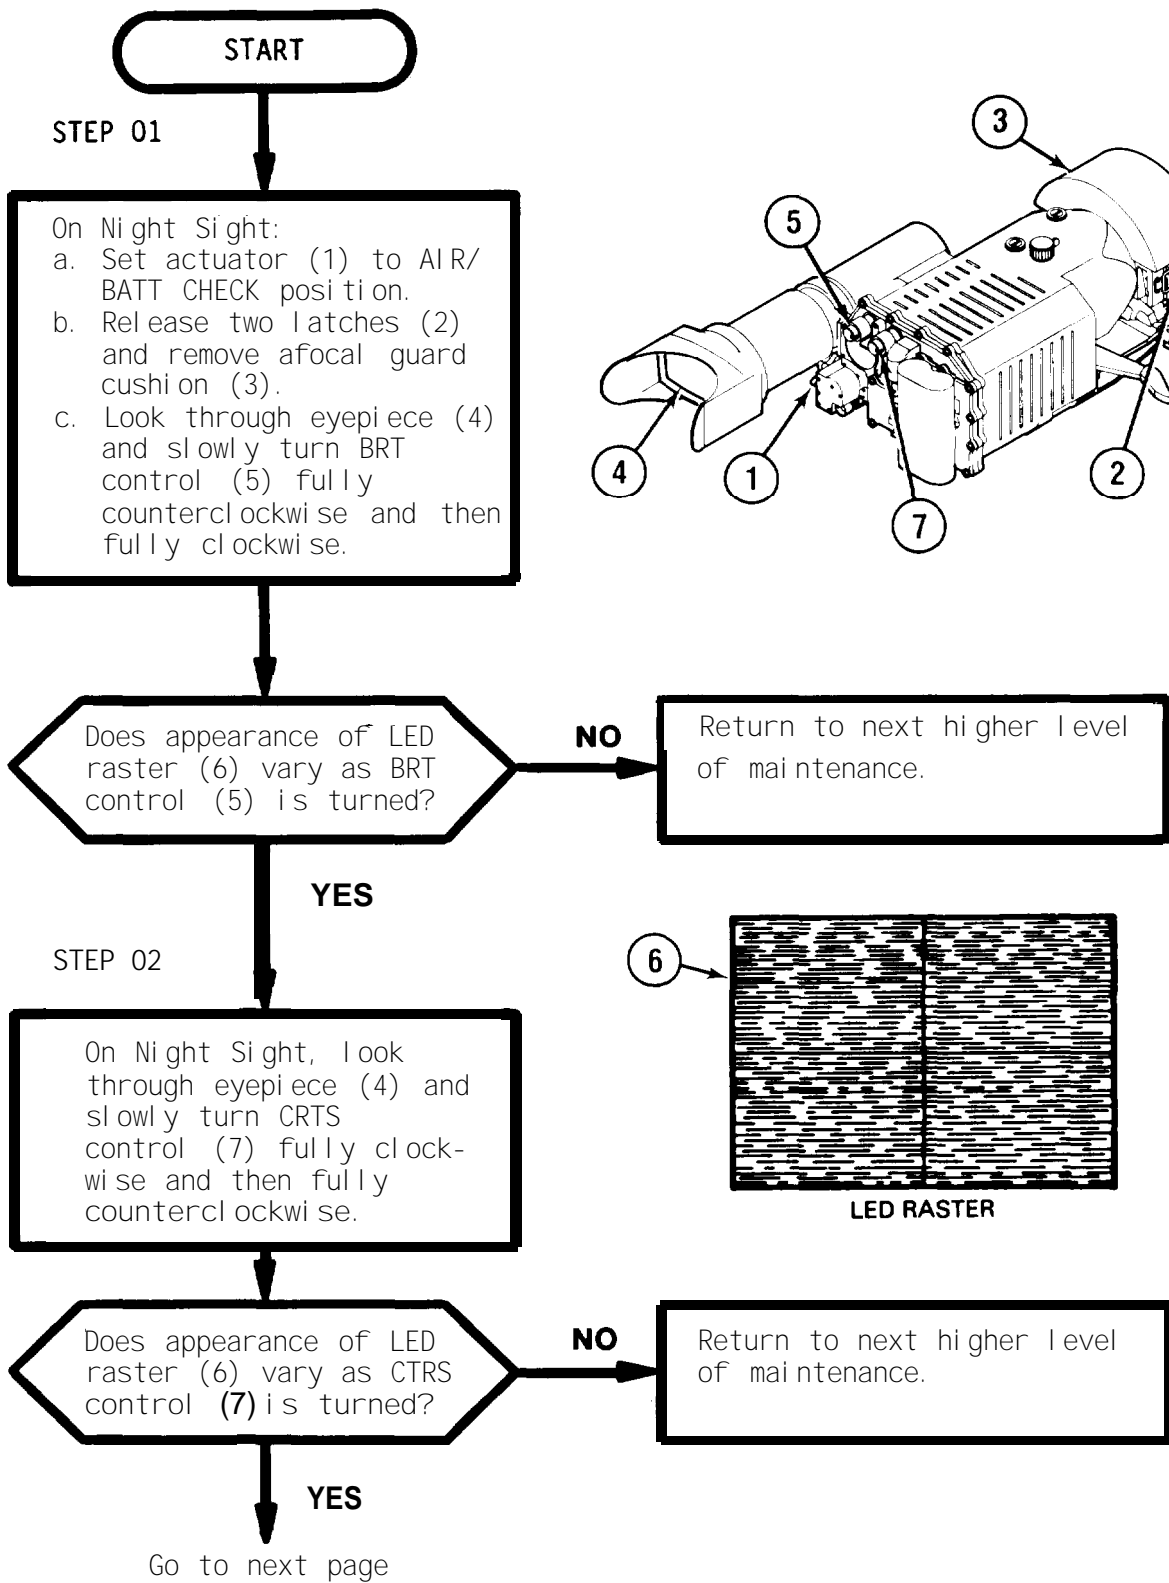 START
STEP 01
On Night Sight:
a. Set actuator (1) to AIR/
BATT CHECK position.
b. Release two latches (2)
and remove afocal guard
cushion (3).
c. Look through eyepiece (4)
and slowly turn BRT
control (5) fully
counterclockwise and then
fully clockwise.
3
5
4
1
7
2
Does appearance of LED
raster (6) vary as BRT
control (5) is turned?
NO
Return to next higher level
of maintenance.
YES
STEP 02
6
LED RASTER
On Night Sight, look
through eyepiece (4) and
slowly turn CRTS
control (7) fully clock-
wise and then fully
counterclockwise.
Does appearance of LED
raster (6) vary as CTRS
control (7) is turned?
NO
Return to next higher level
of maintenance.
YES
Go to next page